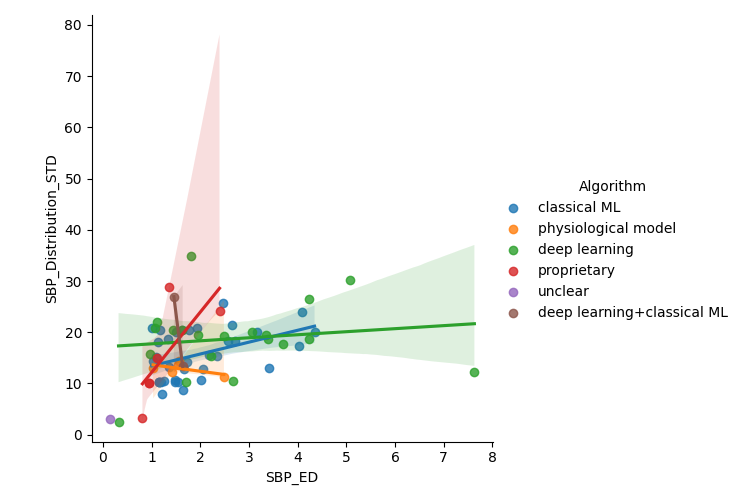 80
70
60
50
40
30
20
10
0
SBP_Distribution_STD
0 1 2 3 4 5 6 7 8
SBP_ED
Algorithm
classical ML
physiological model
deep learning
proprietary
unclear
deep learning+classical ML